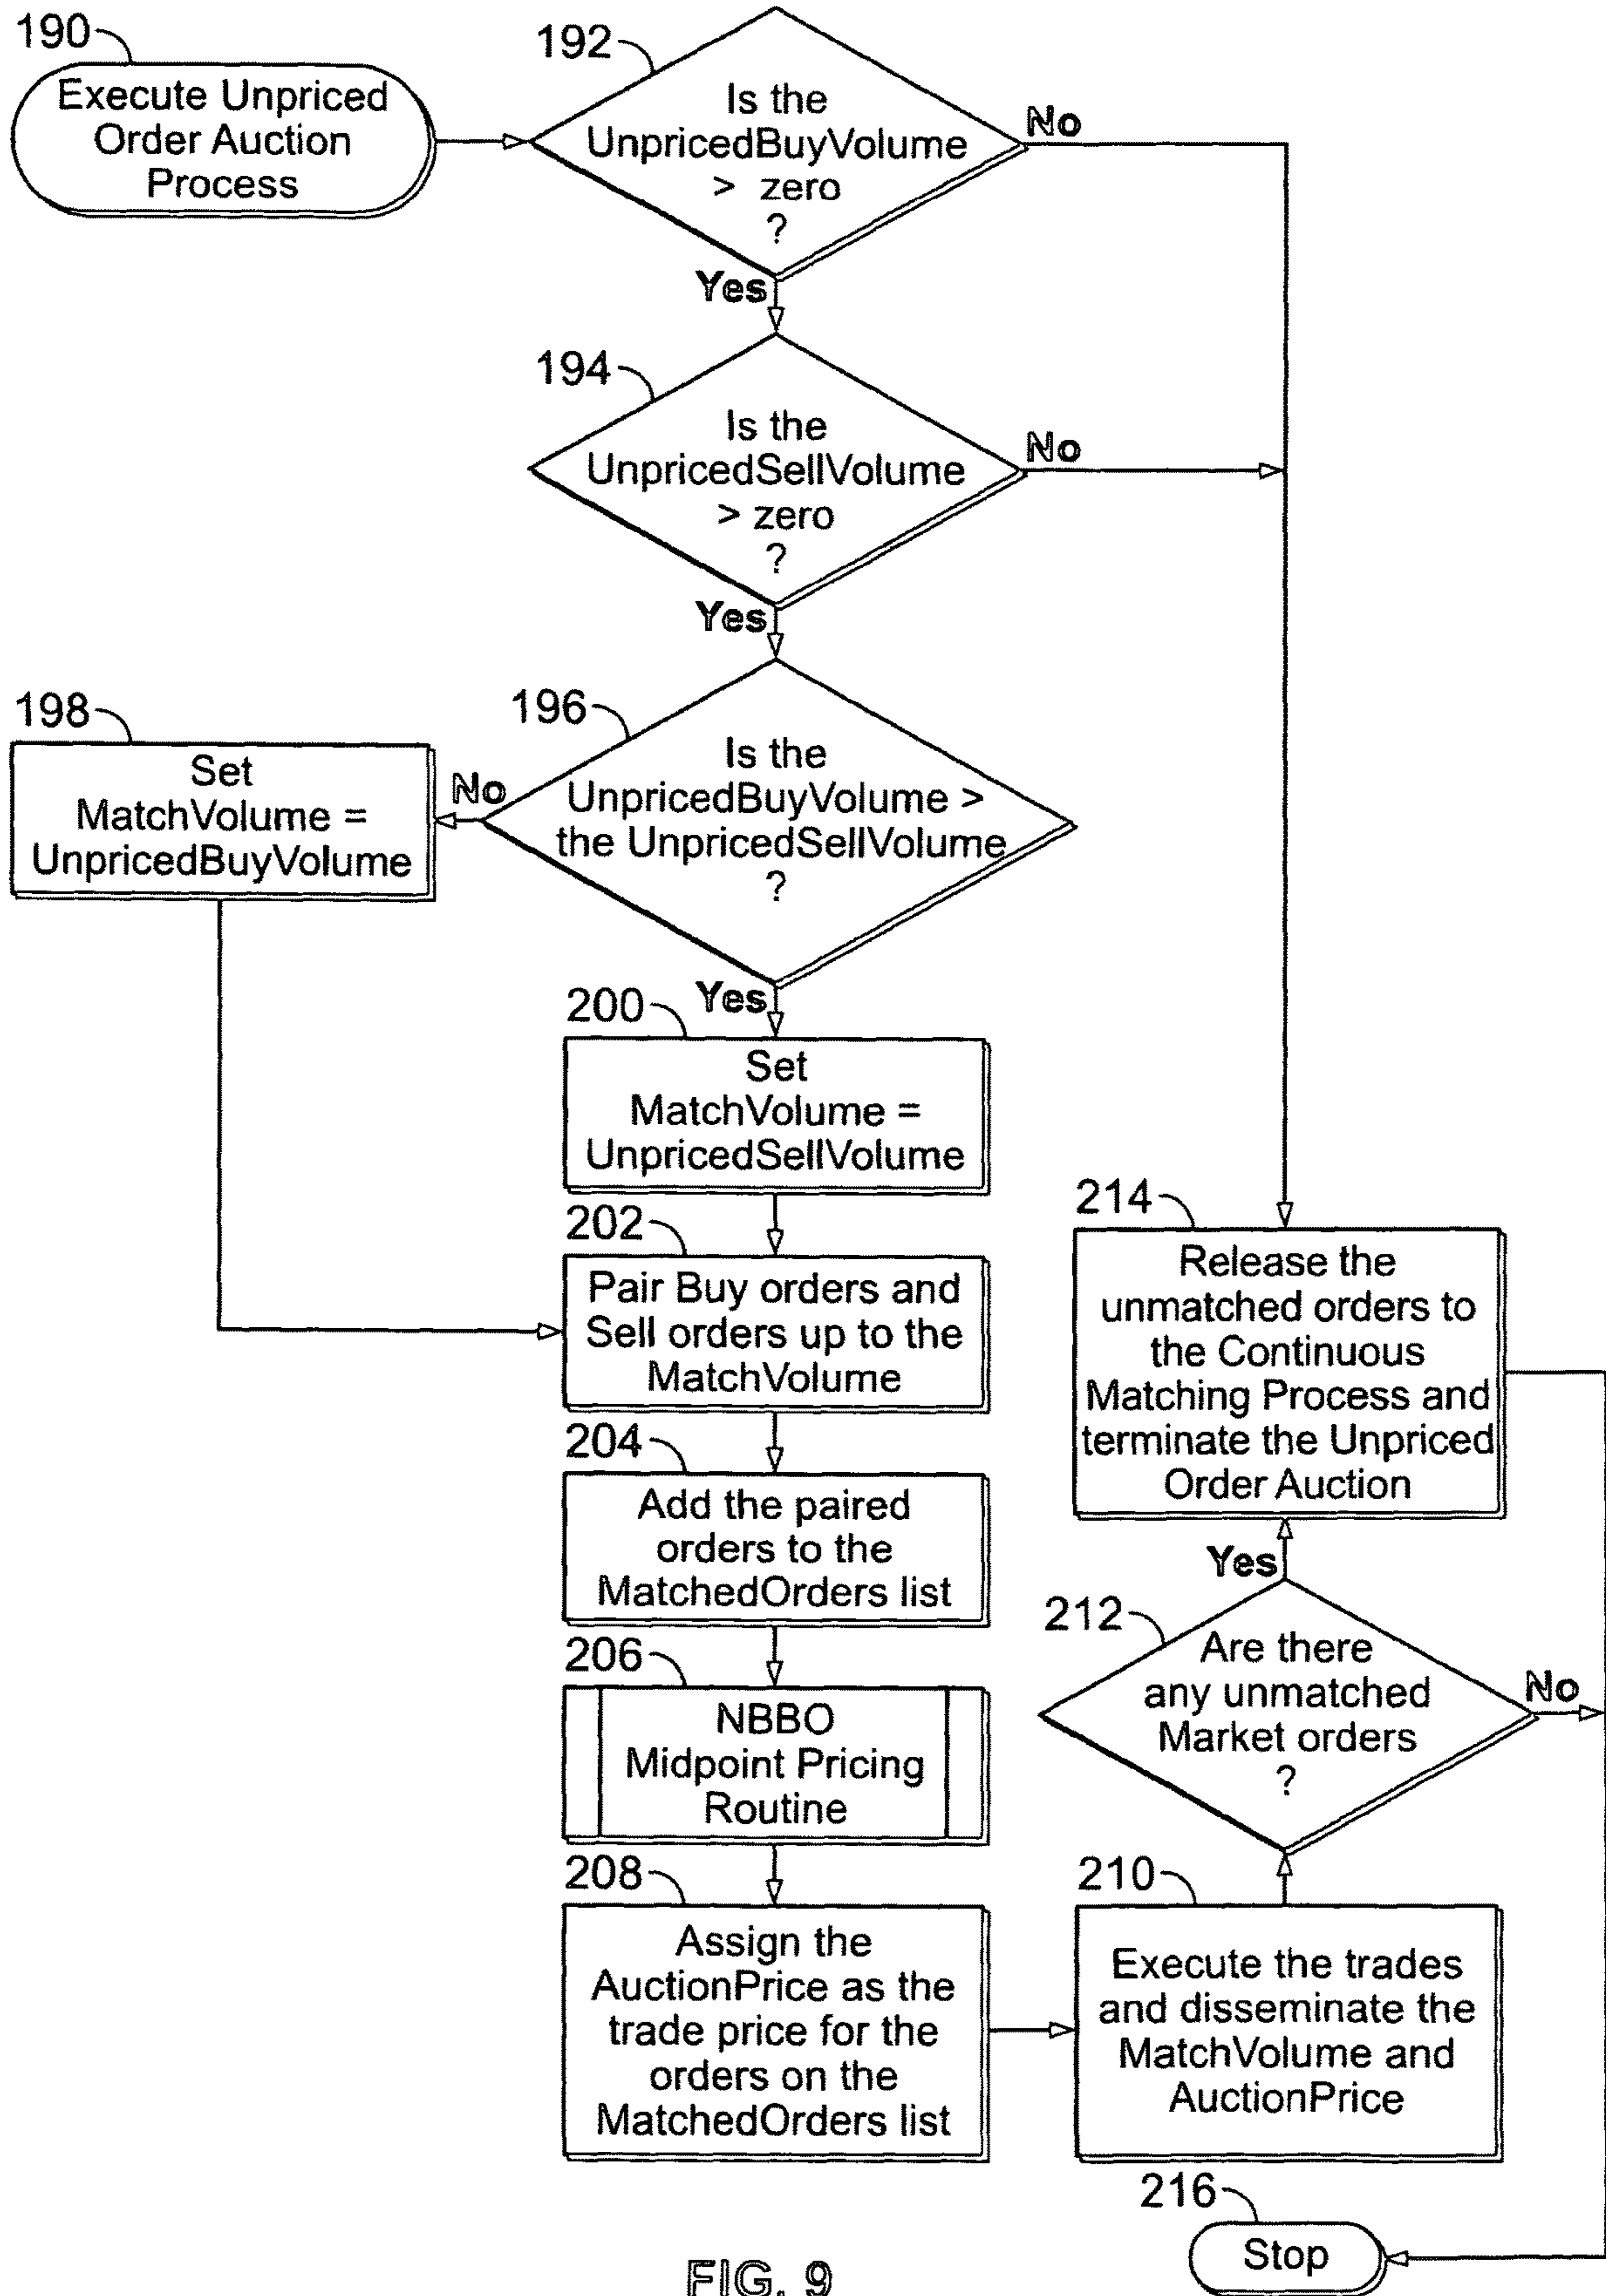 190
Execute Unpriced
Order Auction
Process
192
Is the
UnpricedBuyVolume
> zero
?
No
Yes
194
Is the
UnpricedSellVolume
> zero
?
No
Yes
196
Is the
UnpricedBuyVolume >
the UnpricedSellVolume
?
No
Yes
198
Set
MatchVolume =
UnpricedBuyVolume
200
Set
MatchVolume =
UnpricedSellVolume
202
Pair Buy orders and
Sell orders up to the
MatchVolume
204
Add the paired
orders to the
MatchedOrders list
206
NBBO
Midpoint Pricing
Routine
208
Assign the
AuctionPrice as the
trade price for the
orders on the
MatchedOrders list
210
Execute the trades
and disseminate the
MatchVolume and
AuctionPrice
212
Are there
any unmatched
Market orders
?
Yes
No
214
Release the
unmatched orders to
the Continuous
Matching Process and
terminate the Unpriced
Order Auction
216
Stop
FIG. 9